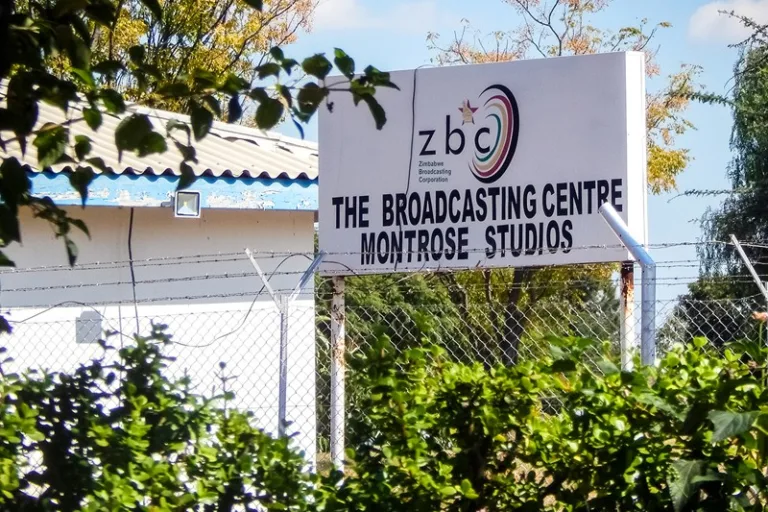 zbc
Zimbabwe
Broadcasting
Corporation
THE BROADCASTING CENTRE
MONTROSE STUDIOS